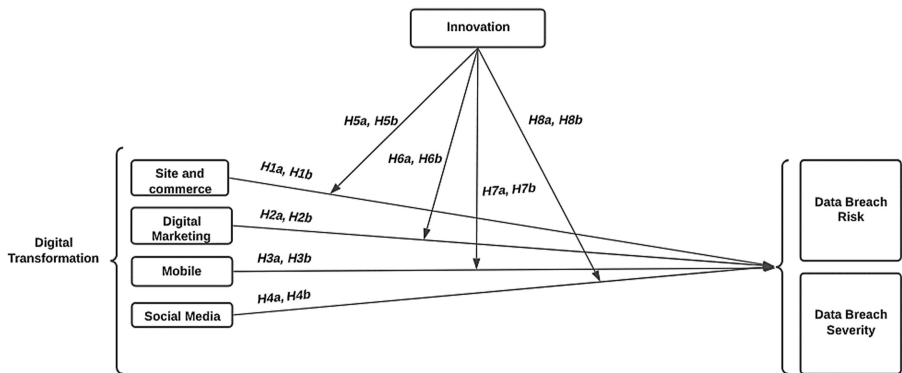 Innovation
H5a, H5b
H8a, H8b
H6a, H6b
H1a, H1b
H7a, H7b
Site and
commerce
Data Breach
Risk
H2a, H2b
Digital
Marketing
Digital
Transformation
H3a, H3b
Mobile
H4a, H4b
Social Media
Data Breach
Severity